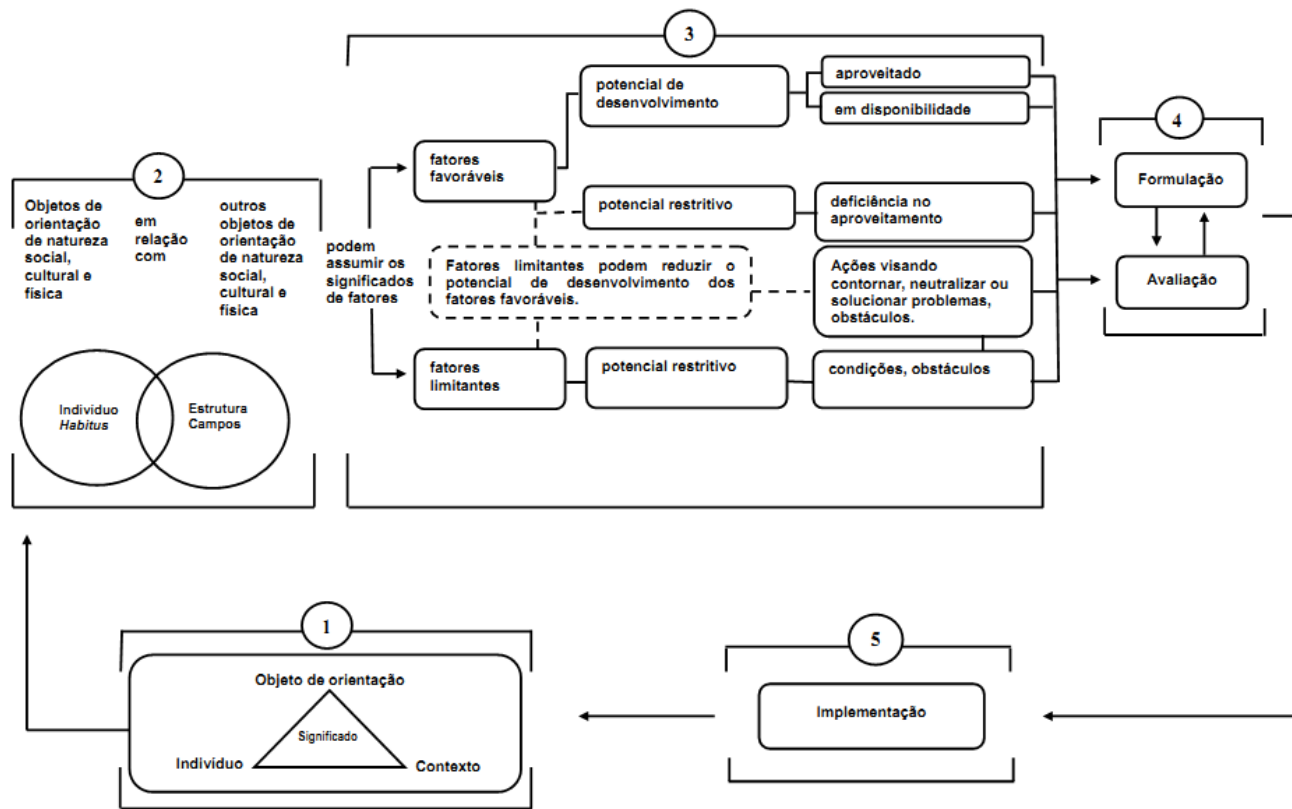 3
potencial de
desenvolvimento
aproveitado
em disponibilidade
4
fatores
favoráveis
Formulação
2
Objetos de
orientação
de natureza
social,
cultural e
física
em
relação
com
outros
objetos de
orientação
de natureza
social,
cultural e
física
podem
assumir os
significados
de fatores
potencial restritivo
deficiência no
aproveitamento
Fatores limitantes podem reduzir o
potencial de desenvolvimento dos
fatores favoráveis.
Ações visando
contornar, neutralizar ou
solucionar problemas,
obstáculos.
Avaliação
fatores
limitantes
potencial restritivo
condições, obstáculos
Individuo
Habitus
Estrutura
Campos
1
Objeto de orientação
Significado
Indivíduo
Contexto
5
Implementação